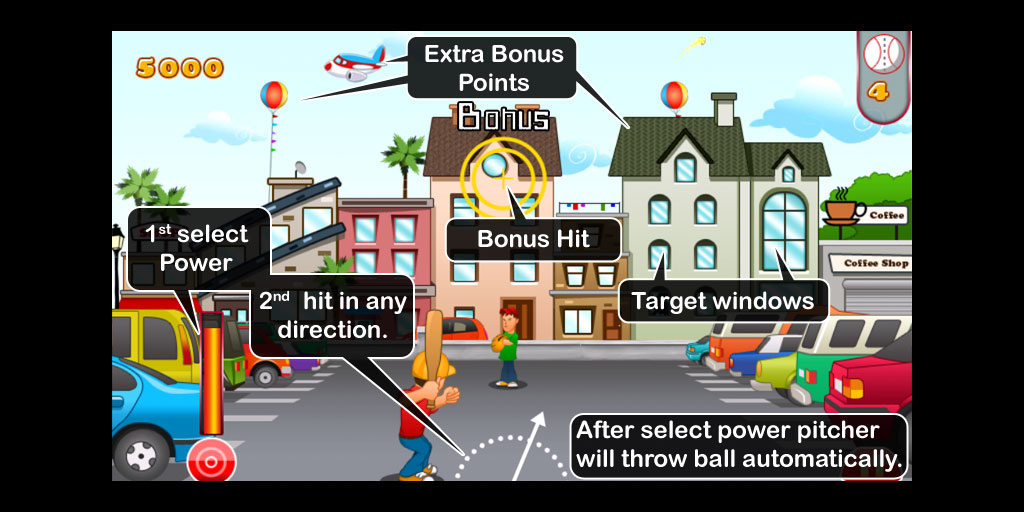 5000
Extra Bonus
Points
4
Bonus
Coffee
1st select
Power
Bonus Hit
Coffee Shop
2nd hit in any
direction.
Target windows
After select power pitcher
will throw ball automatically.